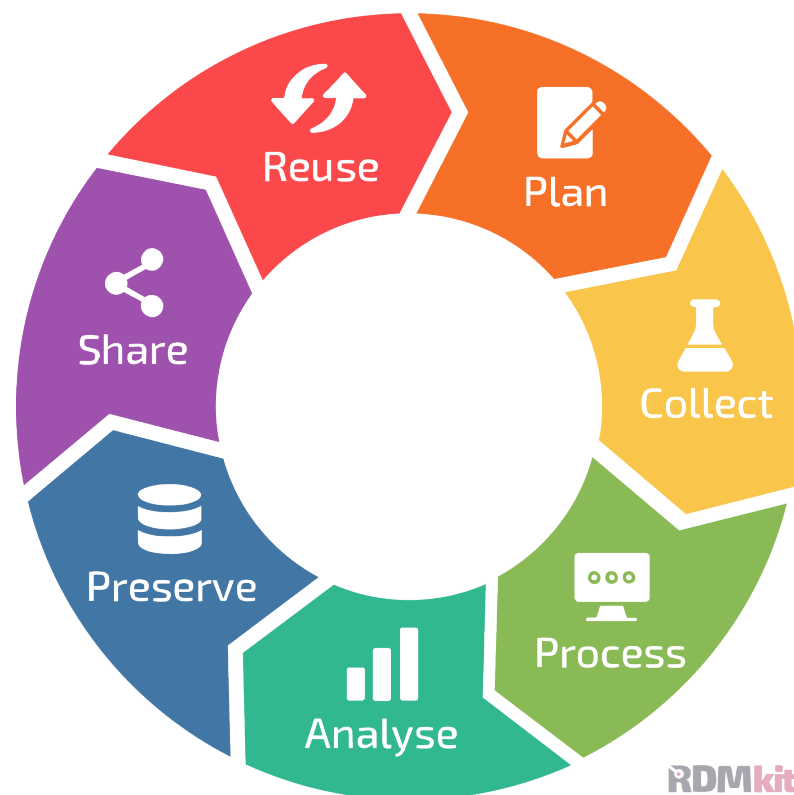 Reuse
Plan
Share
Collect
Preserve
Process
Analyse
RDMkit